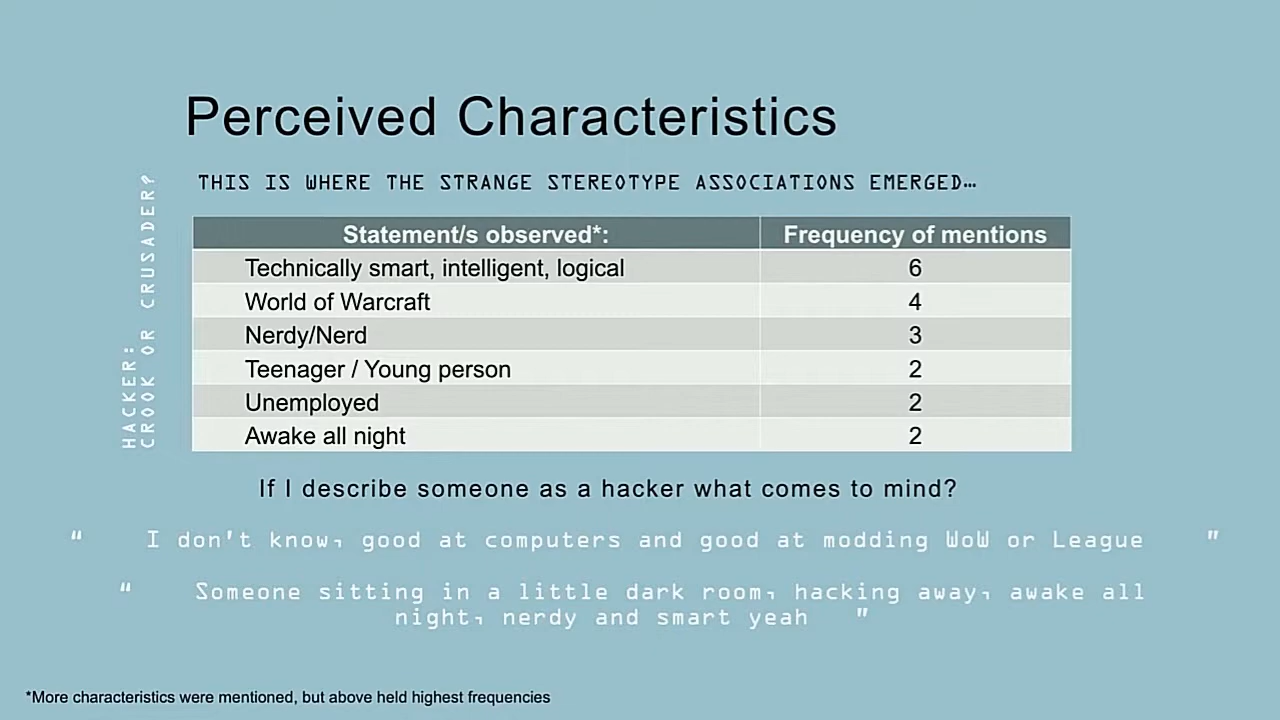 Perceived Characteristics
THIS IS WHERE THE STRANGE STEREOTYPE ASSOCIATIONS EMERGED…
HACKER:
CROOK OR CRUSADER?
Statement/s observed*: Frequency of mentions
Technically smart, intelligent, logical 6
World of Warcraft 4
Nerdy/Nerd 3
Teenager / Young person 2
Unemployed 2
Awake all night 2
If I describe someone as a hacker what comes to mind?
“ I don't know, good at computers and good at modding WoW or League ”
“ Someone sitting in a little dark room, hacking away, awake all
night, nerdy and smart yeah ”
*More characteristics were mentioned, but above held highest frequencies